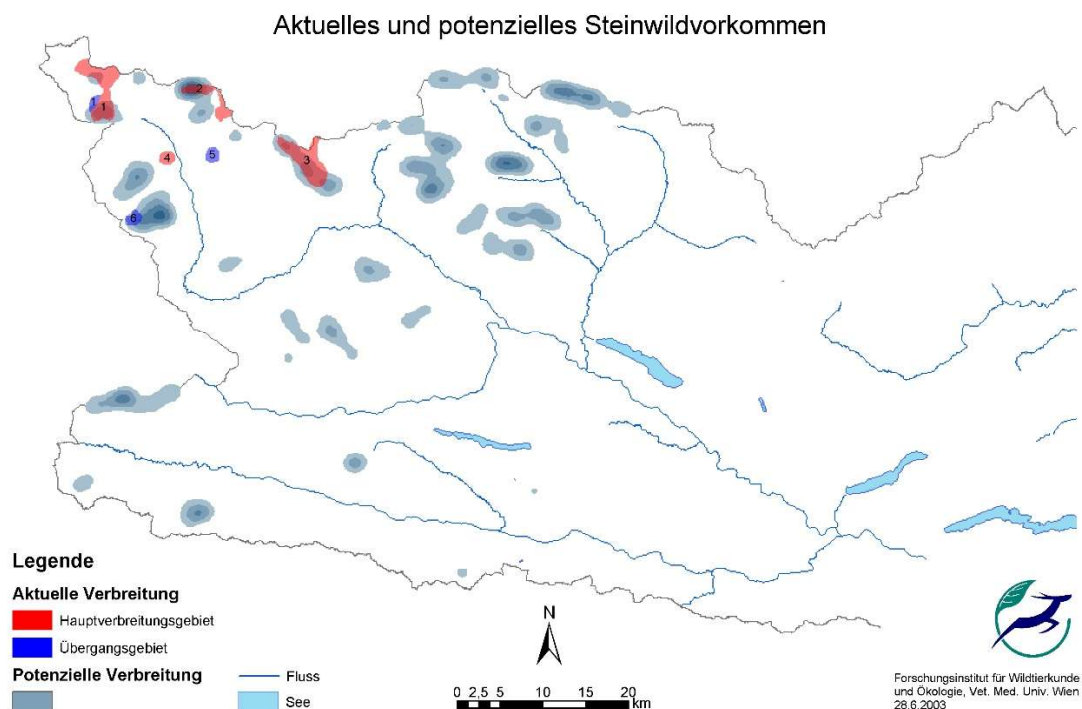 Aktuelles und potenzielles Steinwildvorkommen
1
1
2
3
4
5
6
Legende
Aktuelle Verbreitung
Hauptverbreitungsgebiet
Übergangsgebiet
Potenzielle Verbreitung
Fluss
See
N
0 2,5 5 10 15 20
km
Forschungsinstitut für Wildtierkunde
und Ökologie, Vet. Med. Univ. Wien
28.6.2003